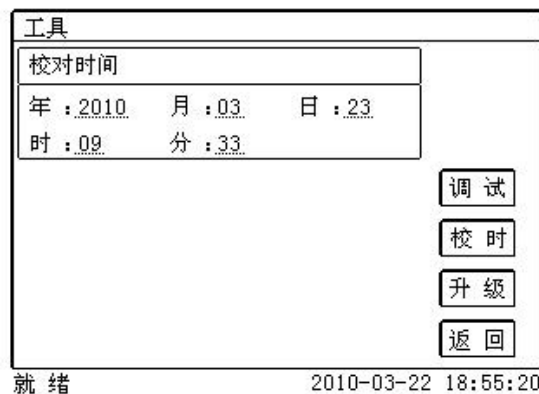 工具
校对时间
年：2010 月：03 日：23
时：09 分：33
调 试
校 时
升 级
返 回
就 绪 2010-03-22 18:55:20